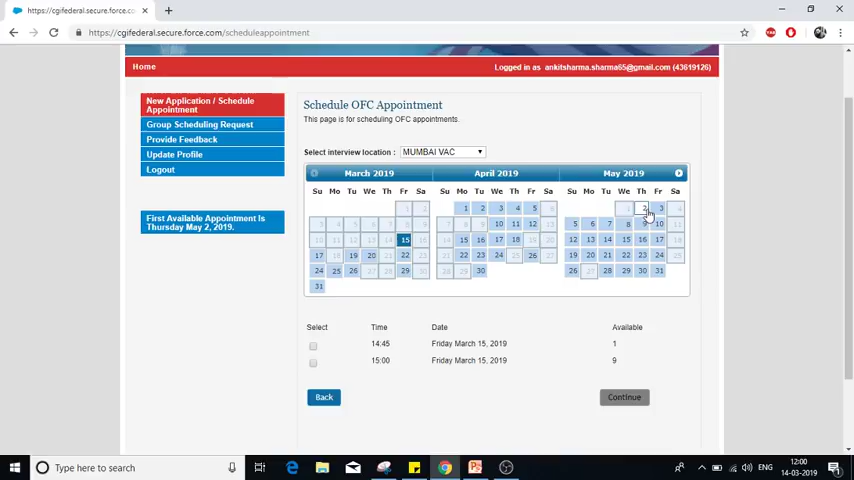 https://cgifederal.secure.force.co
https://cgifederal.secure.force.com/scheduleappointment
YAB
Home
Logged in as ankitsharma.sharma65@gmail.com (43619126)
New Application / Schedule
Appointment
Group Scheduling Request
Provide Feedback
Update Profile
Logout
First Available Appointment Is
Thursday May 2, 2019.
Schedule OFC Appointment
This page is for scheduling OFC appointments.
Select interview location : MUMBAI VAC
March 2019
Su Mo Tu We Th Fr Sa
1 2
3 4 5 6 7 8 9
10 11 12 13 14 15 16
17 18 19 20 21 22 23
24 25 26 27 28 29 30
31
April 2019
Su Mo Tu We Th Fr Sa
1 2 3 4 5 6
7 8 9 10 11 12 13
14 15 16 17 18 19 20
21 22 23 24 25 26 27
28 29 30
May 2019
Su Mo Tu We Th Fr Sa
1 2 3 4
5 6 7 8 9 10 11
12 13 14 15 16 17 18
19 20 21 22 23 24 25
26 27 28 29 30 31
Select Time Date Available
14:45 Friday March 15, 2019 1
15:00 Friday March 15, 2019 9
Back
Continue
Type here to search
ENG
12:00
14-03-2019